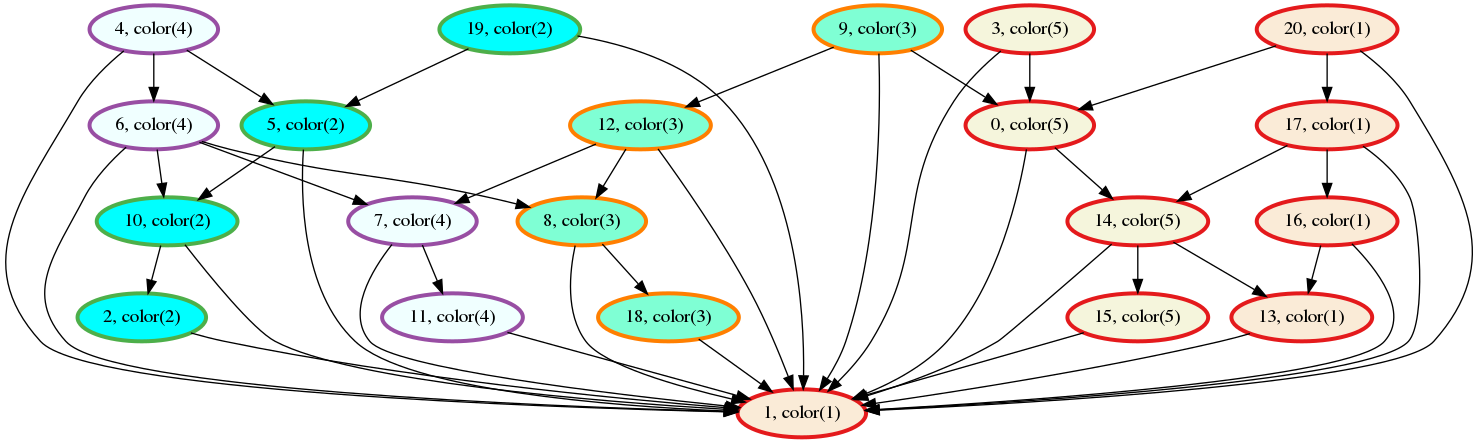 4, color(4)
19, color(2)
9, color(3)
3, color(5)
20, color(1)
6, color(4)
5, color(2)
12, color(3)
0, color(5)
17, color(1)
10, color(2)
7, color(4)
8, color(3)
14, color(5)
16, color(1)
2, color(2)
11, color(4)
18, color(3)
15, color(5)
13, color(1)
1, color(1)